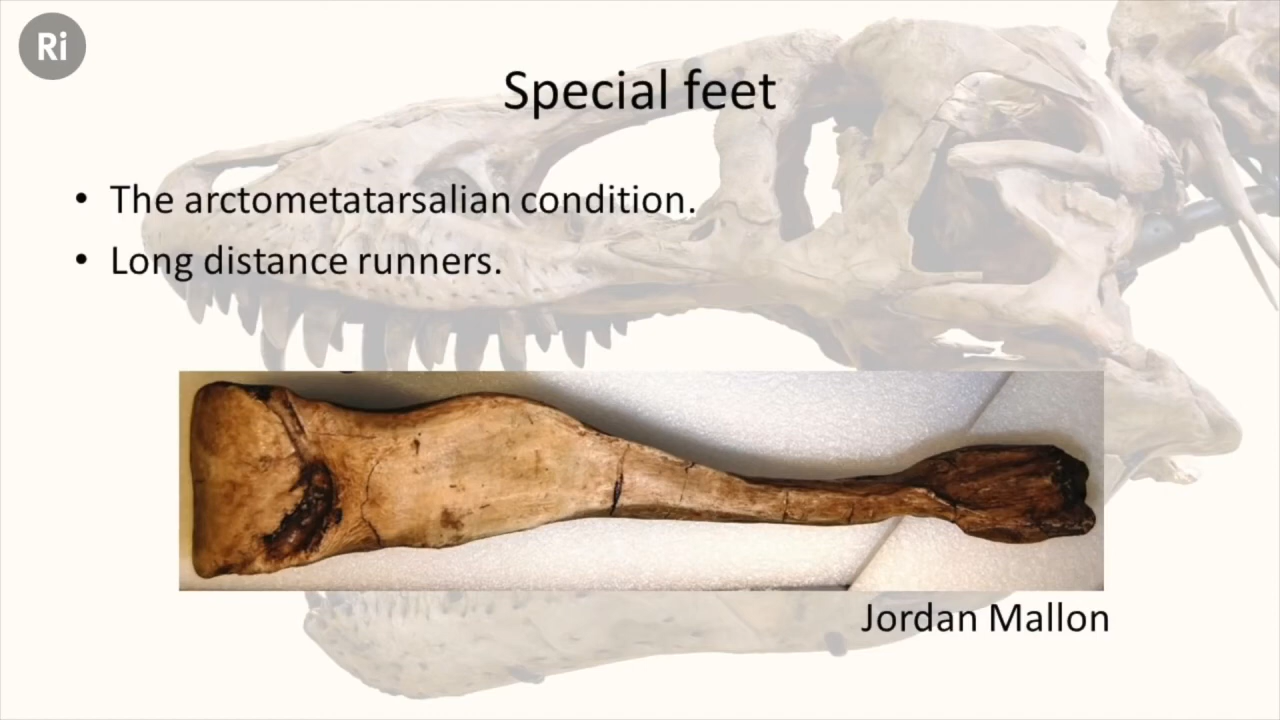 Ri
Special feet
• The arctometatarsalian condition.
• Long distance runners.
Jordan Mallon